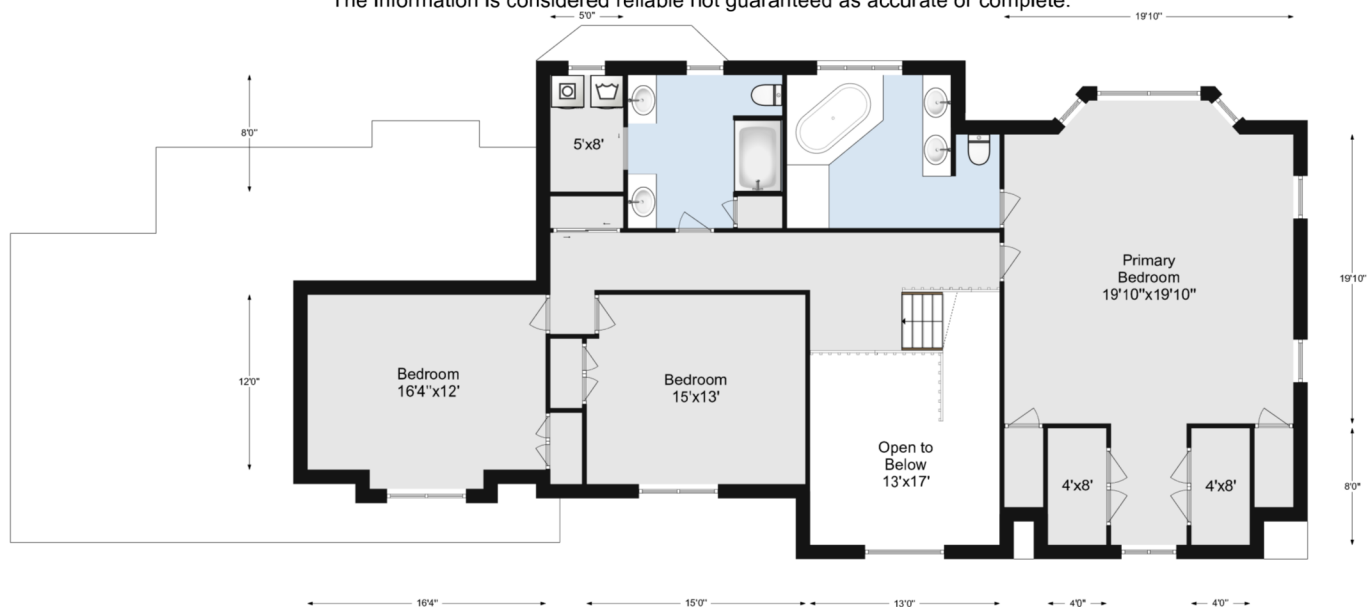 The Information is considered reliable not guaranteed as accurate or complete.
5'0"
19'10"
8'0"
5'x8'
Primary
Bedroom
19'10"x19'10"
19'10"
12'0"
Bedroom
16'4"x12'
Bedroom
15'x13'
Open to
Below
13'x17'
4'x8'
4'x8'
8'0"
16'4"
15'0"
13'0"
4'0"
4'0"